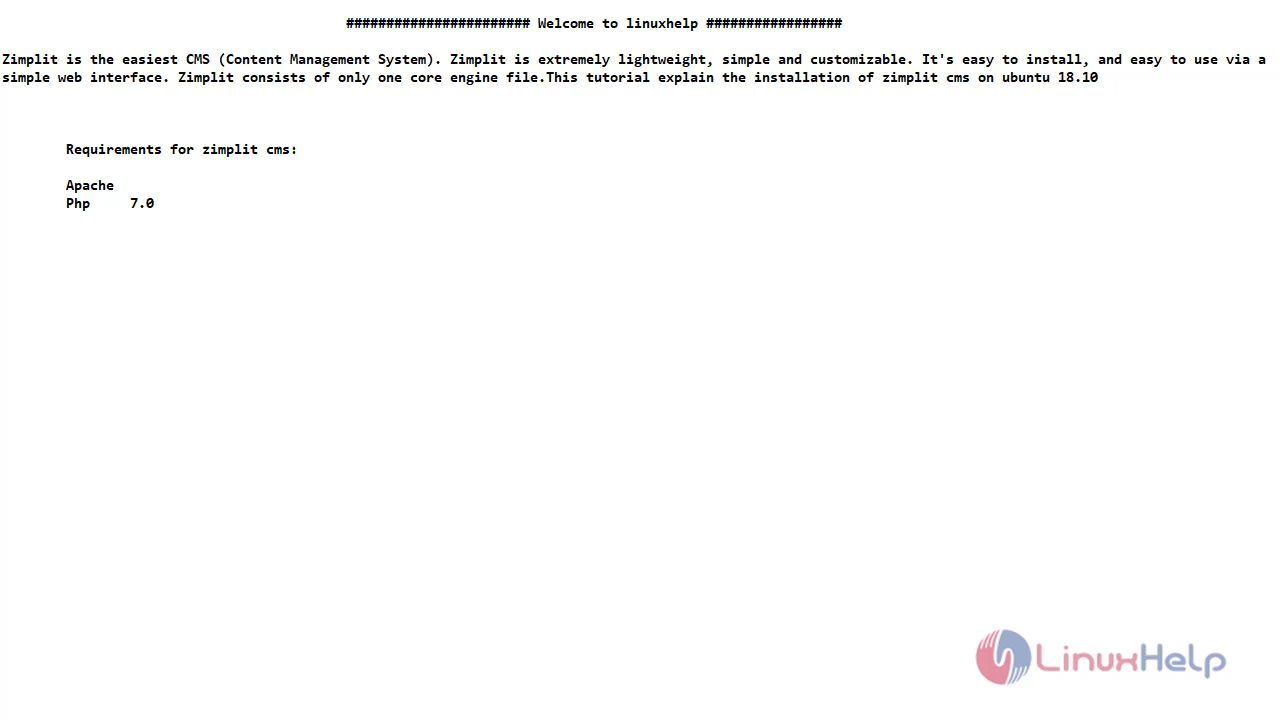 ####################### Welcome to linuxhelp #################
Zimplit is the easiest CMS (Content Management System). Zimplit is extremely lightweight, simple and customizable. It's easy to install, and easy to use via a
simple web interface. Zimplit consists of only one core engine file.This tutorial explain the installation of zimplit cms on ubuntu 18.10
Requirements for zimplit cms:
Apache
Php 7.0
LinuxHelp